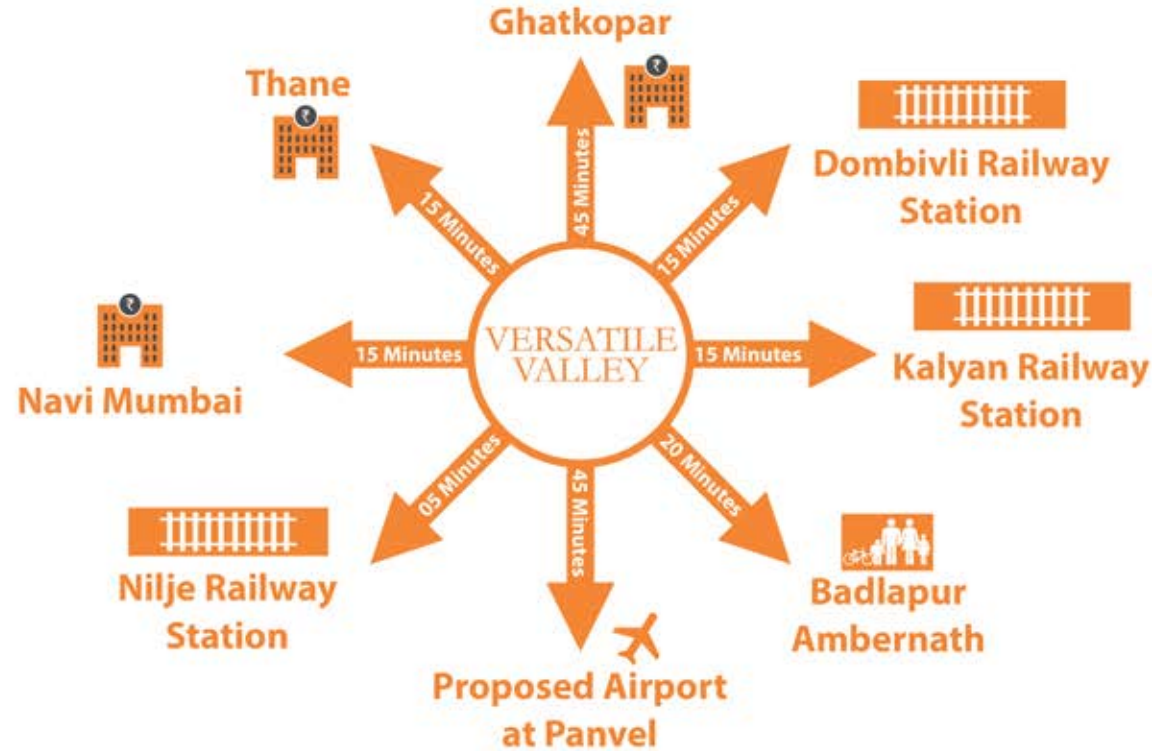 Ghatkopar
Thane
₹
₹
45 Minutes
Dombivli Railway
Station
15 Minutes
15 Minutes
₹
Navi Mumbai
15 Minutes
VERSATILE
VALLEY
15 Minutes
Kalyan Railway
Station
05 Minutes
45 Minutes
20 Minutes
Nilje Railway
Station
Badlapur
Ambernath
Proposed Airport
at Panvel